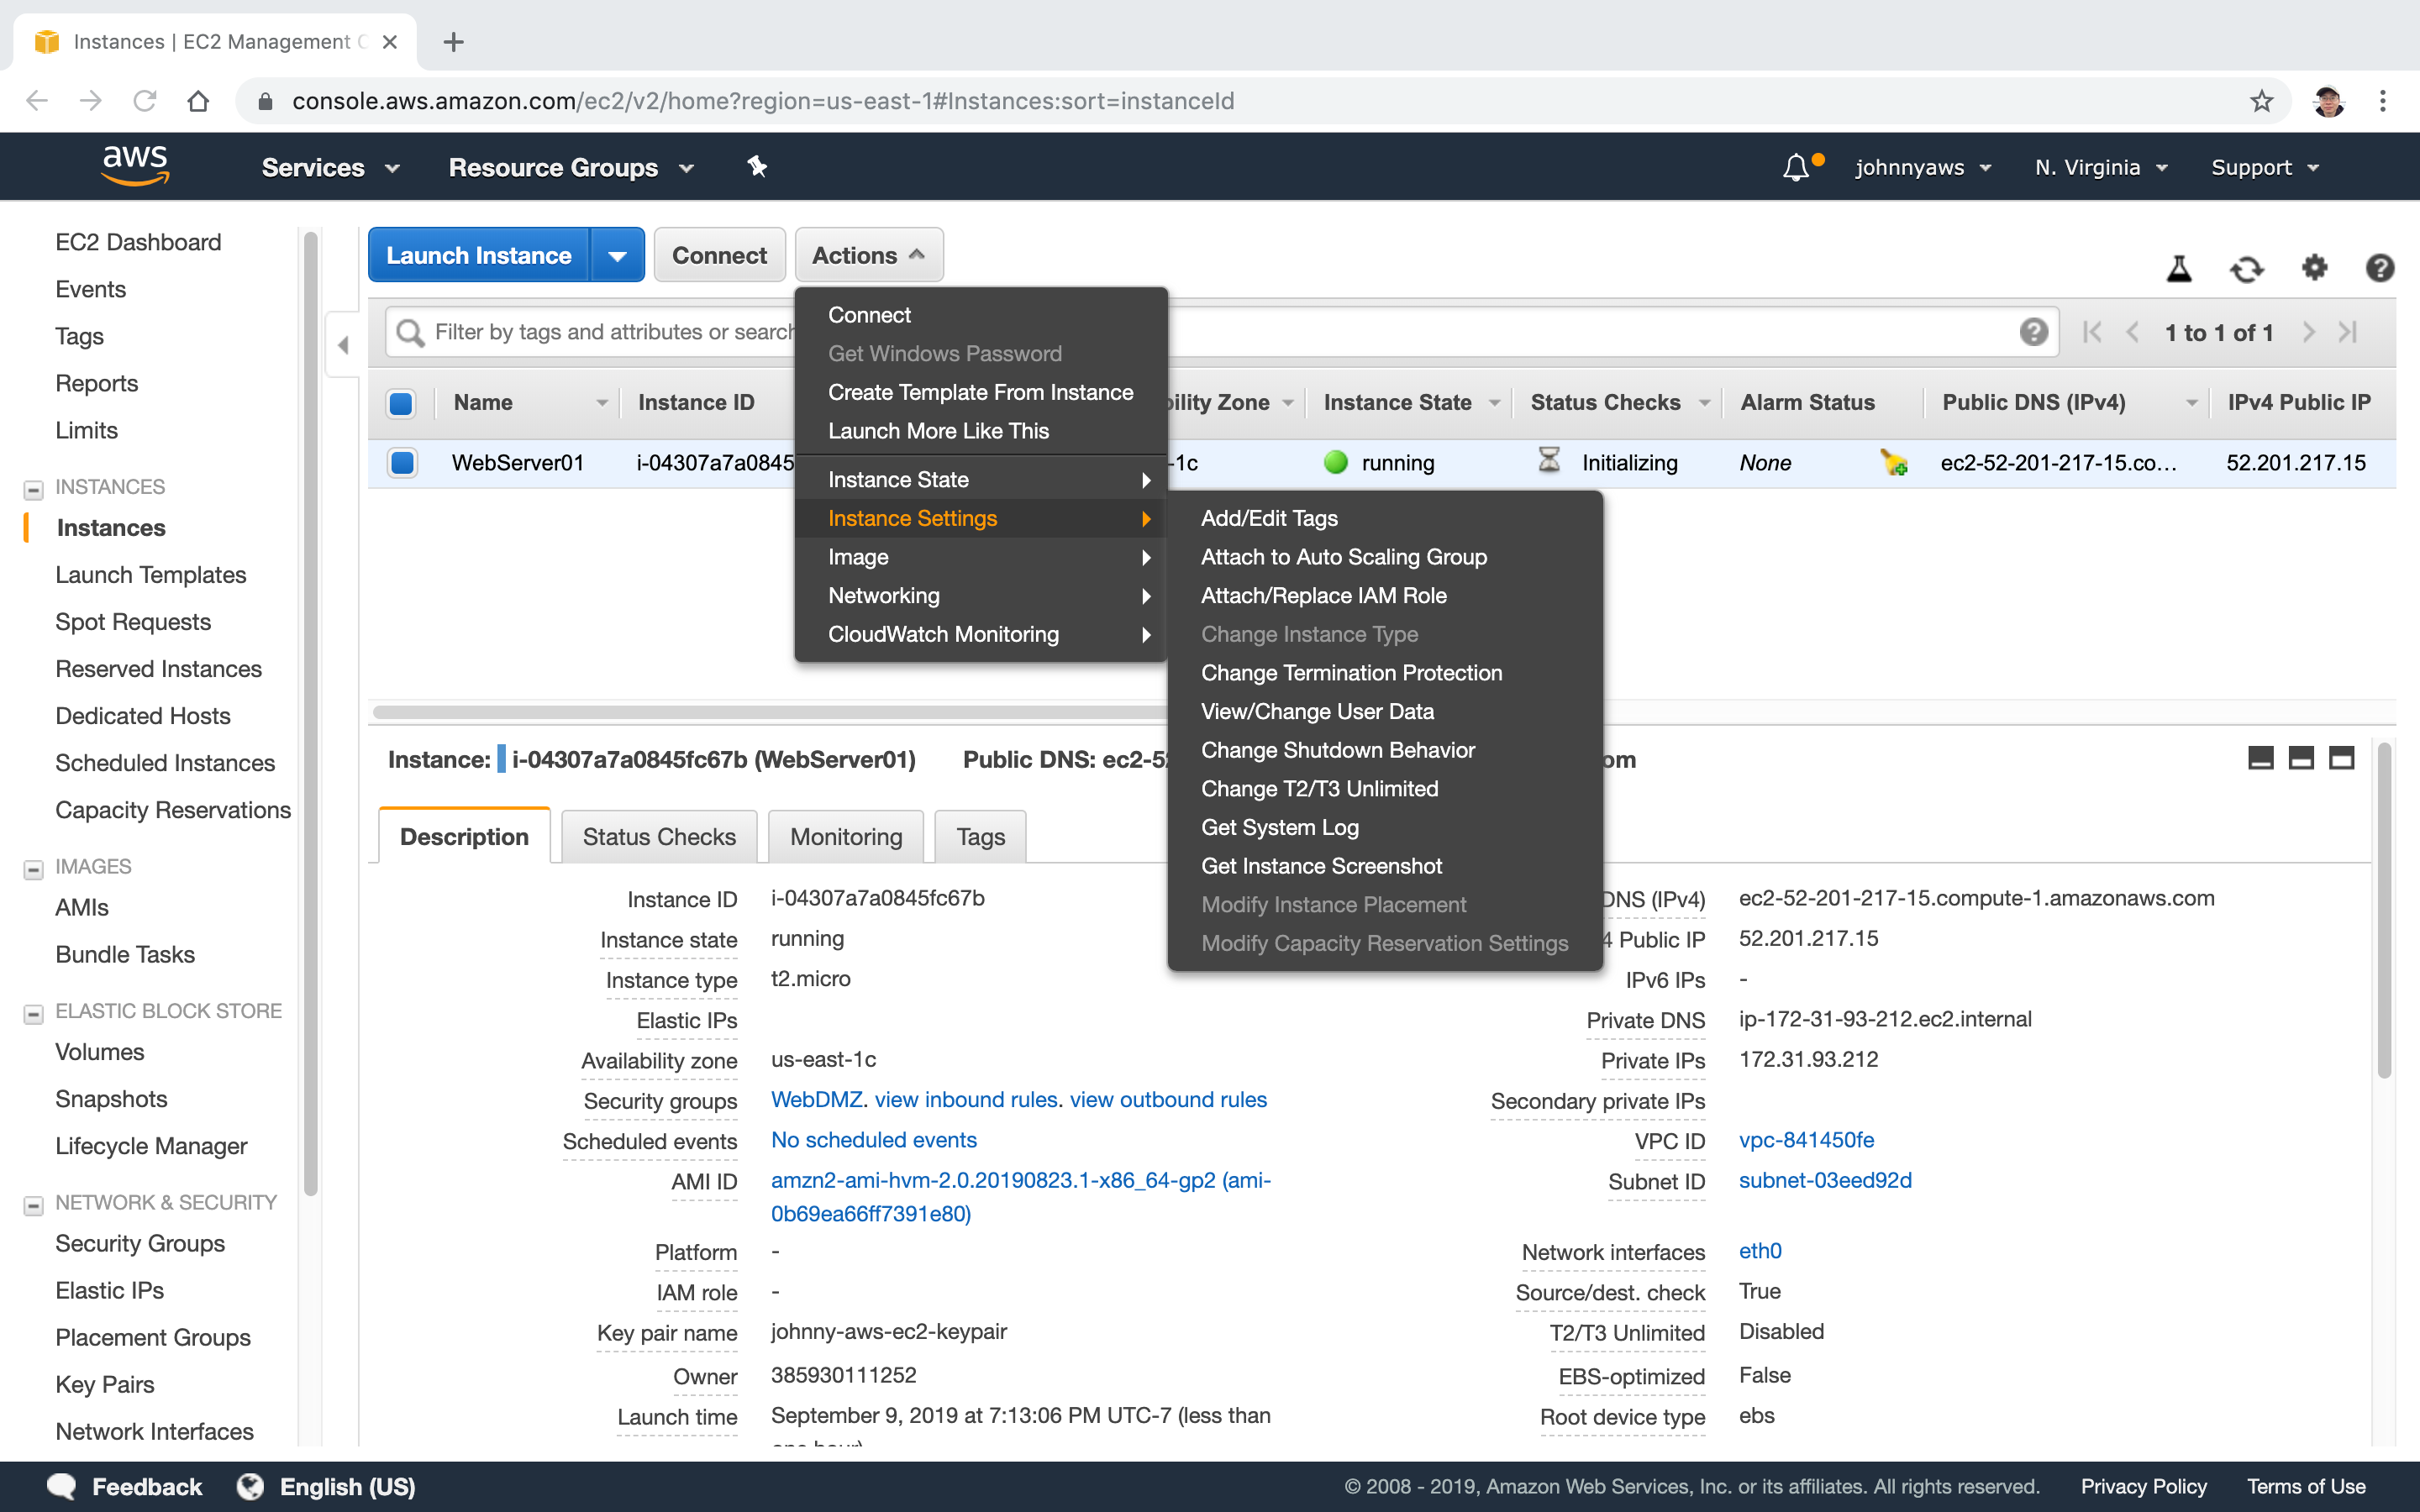 Instances | EC2 Management C
console.aws.amazon.com/ec2/v2/home?region=us-east-1#Instances:sort=instanceId
aws
Services
Resource Groups
johnnyaws
N. Virginia
Support
EC2 Dashboard
Events
Tags
Reports
Limits
INSTANCES
Instances
Launch Templates
Spot Requests
Reserved Instances
Dedicated Hosts
Scheduled Instances
Capacity Reservations
IMAGES
AMIs
Bundle Tasks
ELASTIC BLOCK STORE
Volumes
Snapshots
Lifecycle Manager
NETWORK & SECURITY
Security Groups
Elastic IPs
Placement Groups
Key Pairs
Network Interfaces
Launch Instance
Connect
Actions
Filter by tags and attributes or search
1 to 1 of 1
Name Instance ID bility Zone Instance State Status Checks Alarm Status Public DNS (IPv4) IPv4 Public IP
WebServer01 i-04307a7a0845 -1c running Initializing None ec2-52-201-217-15.co... 52.201.217.15
Connect
Get Windows Password
Create Template From Instance
Launch More Like This
Instance State
Instance Settings
Image
Networking
CloudWatch Monitoring
Add/Edit Tags
Attach to Auto Scaling Group
Attach/Replace IAM Role
Change Instance Type
Change Termination Protection
View/Change User Data
Change Shutdown Behavior
Change T2/T3 Unlimited
Get System Log
Get Instance Screenshot
Modify Instance Placement
Modify Capacity Reservation Settings
Instance: i-04307a7a0845fc67b (WebServer01) Public DNS: ec2-52 om
Description
Status Checks
Monitoring
Tags
Instance ID i-04307a7a0845fc67b
Instance state running
Instance type t2.micro
Elastic IPs
Availability zone us-east-1c
Security groups WebDMZ. view inbound rules. view outbound rules
Scheduled events No scheduled events
AMI ID amzn2-ami-hvm-2.0.20190823.1-x86_64-gp2 (ami-
0b69ea66ff7391e80)
Platform -
IAM role -
Key pair name johnny-aws-ec2-keypair
Owner 385930111252
Launch time September 9, 2019 at 7:13:06 PM UTC-7 (less than
DNS (IPv4) ec2-52-201-217-15.compute-1.amazonaws.com
4 Public IP 52.201.217.15
IPv6 IPs -
Private DNS ip-172-31-93-212.ec2.internal
Private IPs 172.31.93.212
Secondary private IPs
VPC ID vpc-841450fe
Subnet ID subnet-03eed92d
Network interfaces eth0
Source/dest. check True
T2/T3 Unlimited Disabled
EBS-optimized False
Root device type ebs
Feedback
English (US)
© 2008 - 2019, Amazon Web Services, Inc. or its affiliates. All rights reserved.
Privacy Policy
Terms of Use